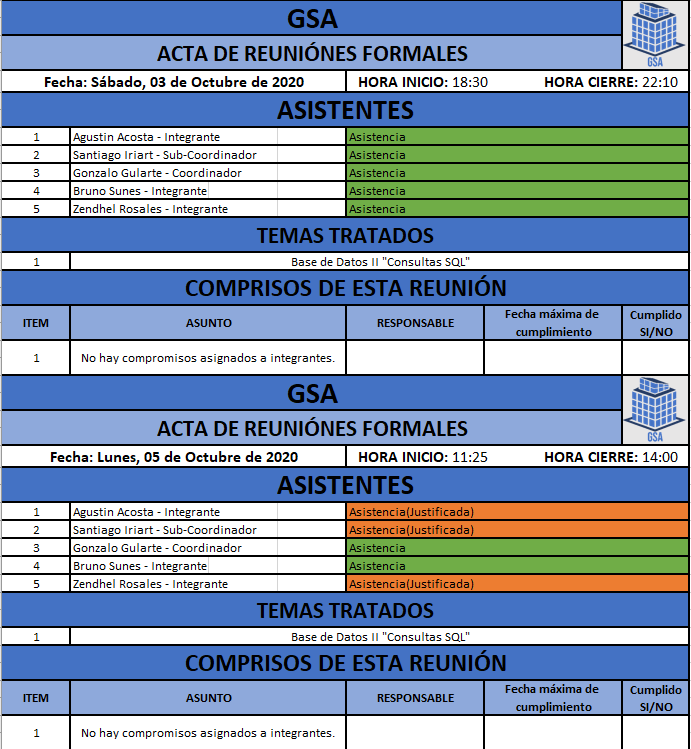 GSA
GSA
ACTA DE REUNIÓNES FORMALES
Fecha: Sábado, 03 de Octubre de 2020 HORA INICIO: 18:30 HORA CIERRE: 22:10
ASISTENTES
1 Agustin Acosta - Integrante Asistencia
2 Santiago Iriart - Sub-Coordinador Asistencia
3 Gonzalo Gularte - Coordinador Asistencia
4 Bruno Sunes - Integrante Asistencia
5 Zendhel Rosales - Integrante Asistencia
TEMAS TRATADOS
1 Base de Datos II "Consultas SQL"
COMPRISOS DE ESTA REUNIÓN
ITEM ASUNTO RESPONSABLE Fecha máxima de cumplimiento Cumplido SI/NO
1 No hay compromisos asignados a integrantes.
GSA
GSA
ACTA DE REUNIÓNES FORMALES
Fecha: Lunes, 05 de Octubre de 2020 HORA INICIO: 11:25 HORA CIERRE: 14:00
ASISTENTES
1 Agustin Acosta - Integrante Asistencia(Justificada)
2 Santiago Iriart - Sub-Coordinador Asistencia(Justificada)
3 Gonzalo Gularte - Coordinador Asistencia
4 Bruno Sunes - Integrante Asistencia
5 Zendhel Rosales - Integrante Asistencia(Justificada)
TEMAS TRATADOS
1 Base de Datos II "Consultas SQL"
COMPRISOS DE ESTA REUNIÓN
ITEM ASUNTO RESPONSABLE Fecha máxima de cumplimiento Cumplido SI/NO
1 No hay compromisos asignados a integrantes.